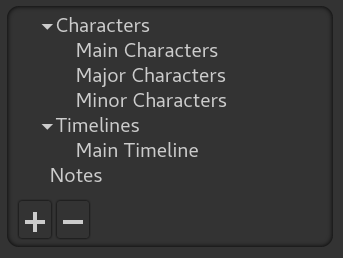 Characters
Main Characters
Major Characters
Minor Characters
Timelines
Main Timeline
Notes